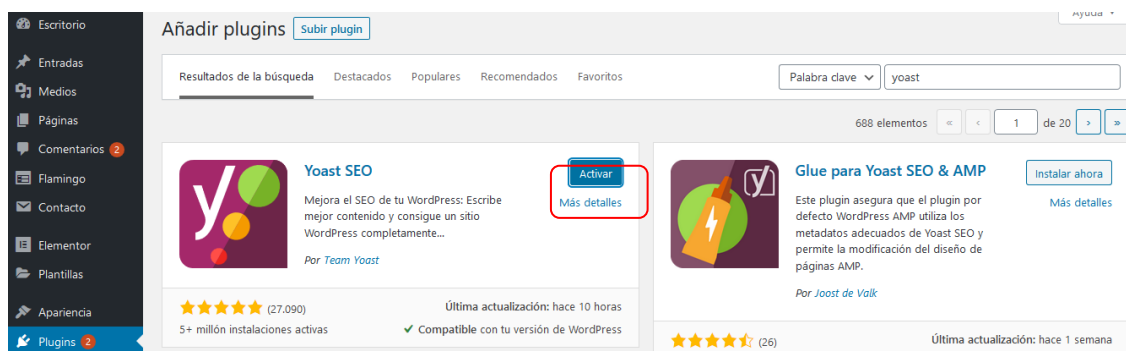 Escritorio
Entradas
Medios
Páginas
Comentarios 2
Flamingo
Contacto
Elementor
Plantillas
Apariencia
Plugins 2
Ayuda
Añadir plugins Subir plugin
Resultados de la búsqueda Destacados Populares Recomendados Favoritos Palabra clave yoast
688 elementos « ‹ 1 de 20 › »
Yoast SEO
Activar
Más detalles
Mejora el SEO de tu WordPress: Escribe
mejor contenido y consigue un sitio
WordPress completamente...
Por Team Yoast
(27.090)
Última actualización: hace 10 horas
5+ millón instalaciones activas
✔ Compatible con tu versión de WordPress
Glue para Yoast SEO & AMP
Instalar ahora
Más detalles
Este plugin asegura que el plugin por
defecto WordPress AMP utiliza los
metadatos adecuados de Yoast SEO y
permite la modificación del diseño de
páginas AMP.
Por Joost de Valk
(26)
Última actualización: hace 1 semana